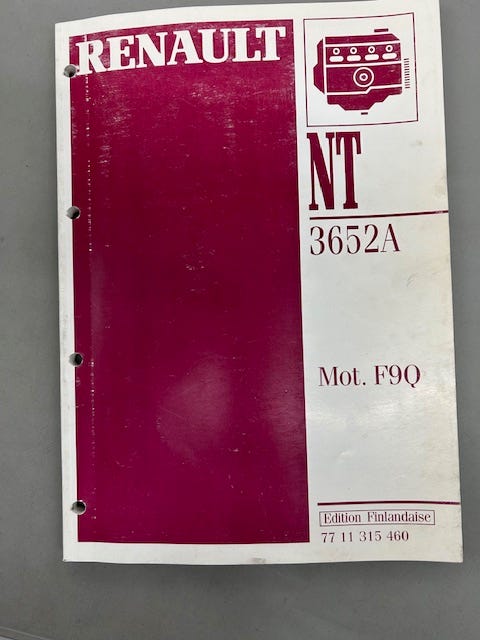 RENAULT
NT
3652A
Mot. F9Q
Edition Finlandaise
77 11 315 460